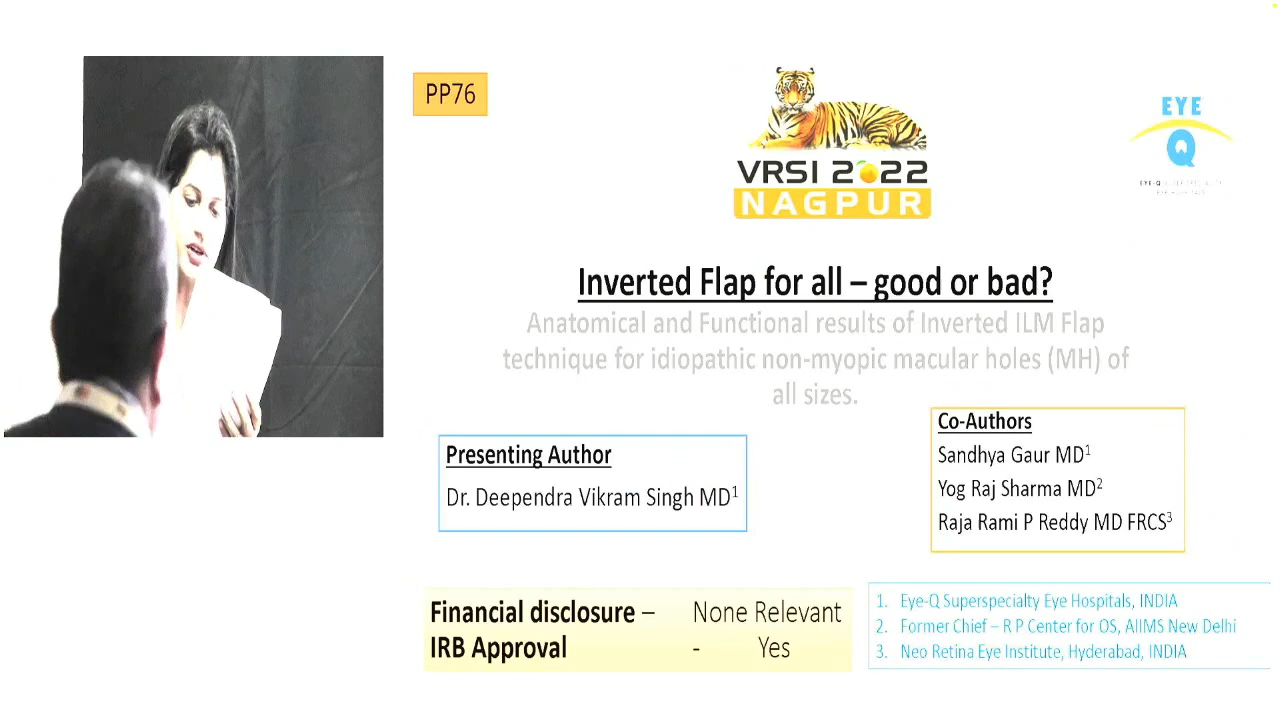 PP76
EYE
Q
VRSI 2022
NAGPUR
Inverted Flap for all – good or bad?
Anatomical and Functional results of Inverted ILM Flap
technique for idiopathic non-myopic macular holes (MH) of
all sizes.
Presenting Author
Dr. Deependra Vikram Singh MD1
Co-Authors
Sandhya Gaur MD1
Yog Raj Sharma MD2
Raja Rami P Reddy MD FRCS3
Financial disclosure – None Relevant
IRB Approval - Yes
1. Eye-Q Superspecialty Eye Hospitals, INDIA
2. Former Chief – R P Center for OS, AIIMS New Delhi
3. Neo Retina Eye Institute, Hyderabad, INDIA